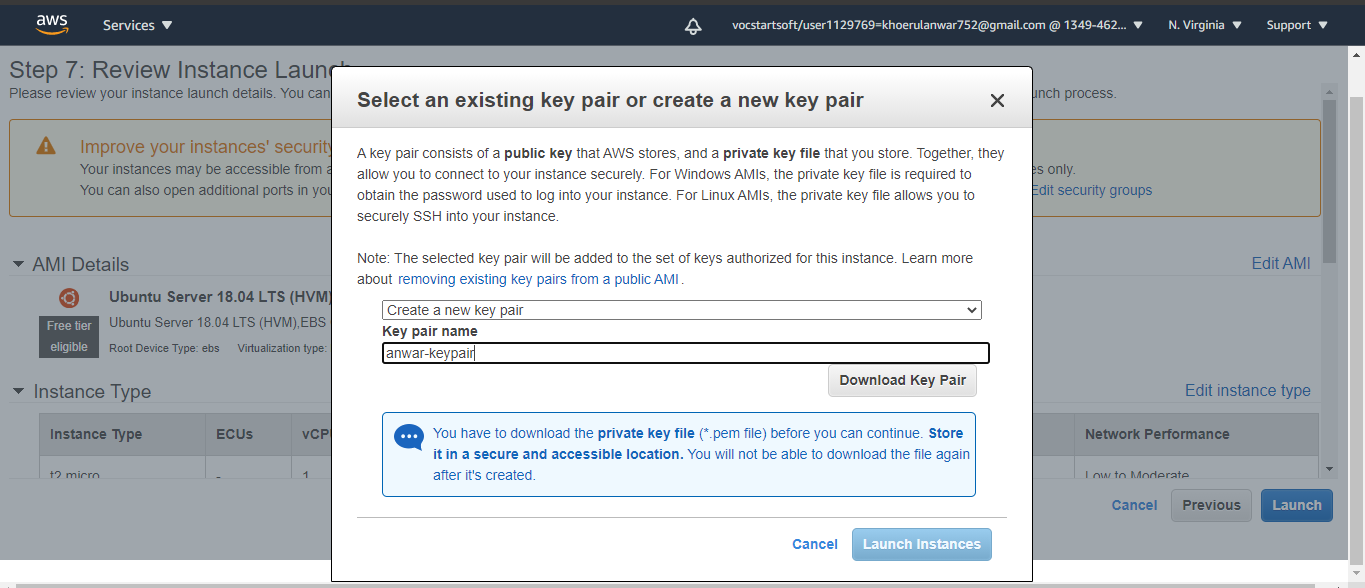 aws
Services
vocstartsoft/user1129769=khoerulanwar752@gmail.com @ 1349-462...
N. Virginia
Support
Step 7: Review Instance Launch
Please review your instance launch details. You can
unch process.
Improve your instances' security
Your instances may be accessible from a
es only.
You can also open additional ports in you
Edit security groups
AMI Details
Edit AMI
Ubuntu Server 18.04 LTS (HVM)
Free tier
eligible
Ubuntu Server 18.04 LTS (HVM),EBS
Root Device Type: ebs
Virtualization type:
Instance Type
Edit instance type
Instance Type
ECUs
vCP
Network Performance
t2.micro
-
1
Low to Moderate
Cancel
Previous
Launch
Select an existing key pair or create a new key pair
A key pair consists of a public key that AWS stores, and a private key file that you store. Together, they
allow you to connect to your instance securely. For Windows AMIs, the private key file is required to
obtain the password used to log into your instance. For Linux AMIs, the private key file allows you to
securely SSH into your instance.
Note: The selected key pair will be added to the set of keys authorized for this instance. Learn more
about removing existing key pairs from a public AMI.
Create a new key pair
Key pair name
anwar-keypair
Download Key Pair
You have to download the private key file (*.pem file) before you can continue. Store
it in a secure and accessible location. You will not be able to download the file again
after it's created.
Cancel
Launch Instances